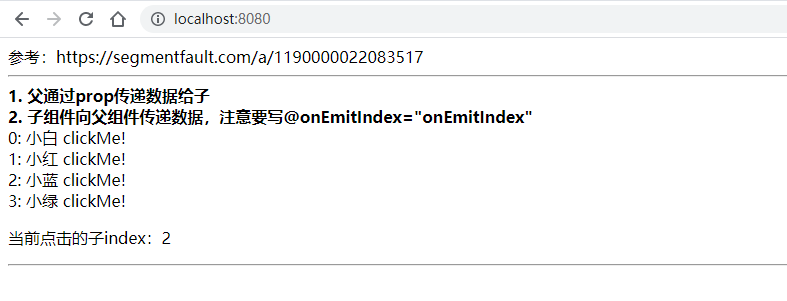 localhost:8080
参考：https://segmentfault.com/a/1190000022083517
1. 父通过prop传递数据给子
2. 子组件向父组件传递数据，注意要写@onEmitIndex="onEmitIndex"
0: 小白 clickMe!
1: 小红 clickMe!
2: 小蓝 clickMe!
3: 小绿 clickMe!
当前点击的子index：2